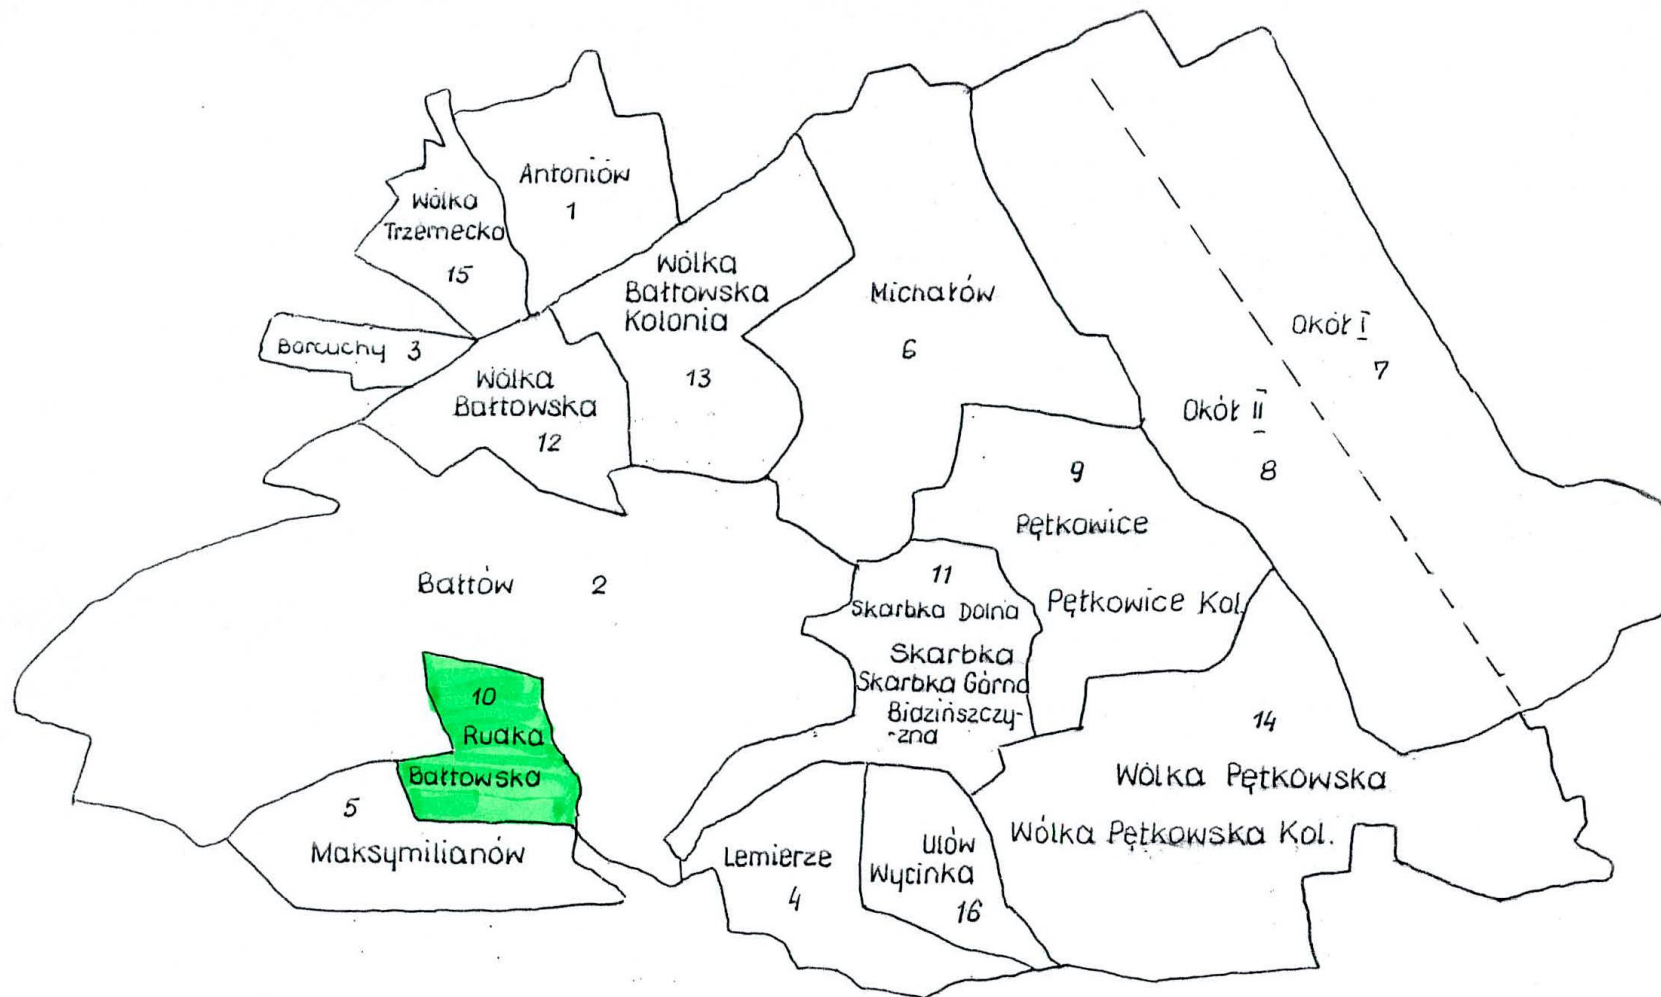 Antoniów
1
Wólka
Trzemecka
15
Wólka
Bałtowska
Kolonia
13
Michałów
6
Okół I
7
Borcuchy 3
Wólka
Bałtowska
12
Okół II
8
9
Pętkowice
Pętkowice Kol.
Bałtów 2
11
Skarbka Dolna
Skarbka
Skarbka Górna
Bidzińszczy-
-zna
10
Rudka
Bałtowska
14
Wólka Pętkowska
Wólka Pętkowska Kol.
5
Maksymilianów
Lemierze
4
Ulów
Wycinka
16